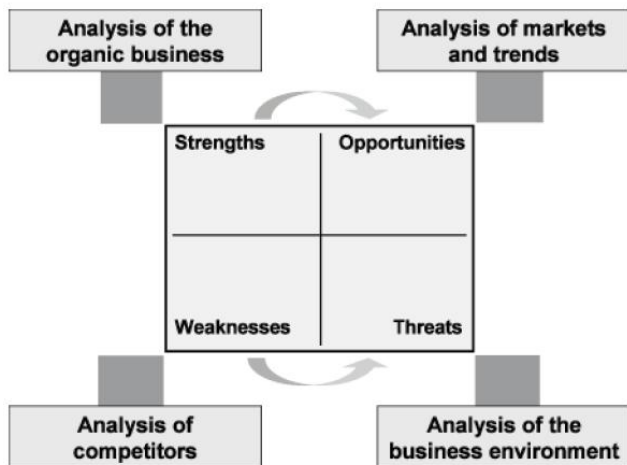 Analysis of the
organic business
Analysis of markets
and trends
Strengths
Opportunities
Weaknesses
Threats
Analysis of
competitors
Analysis of the
business environment